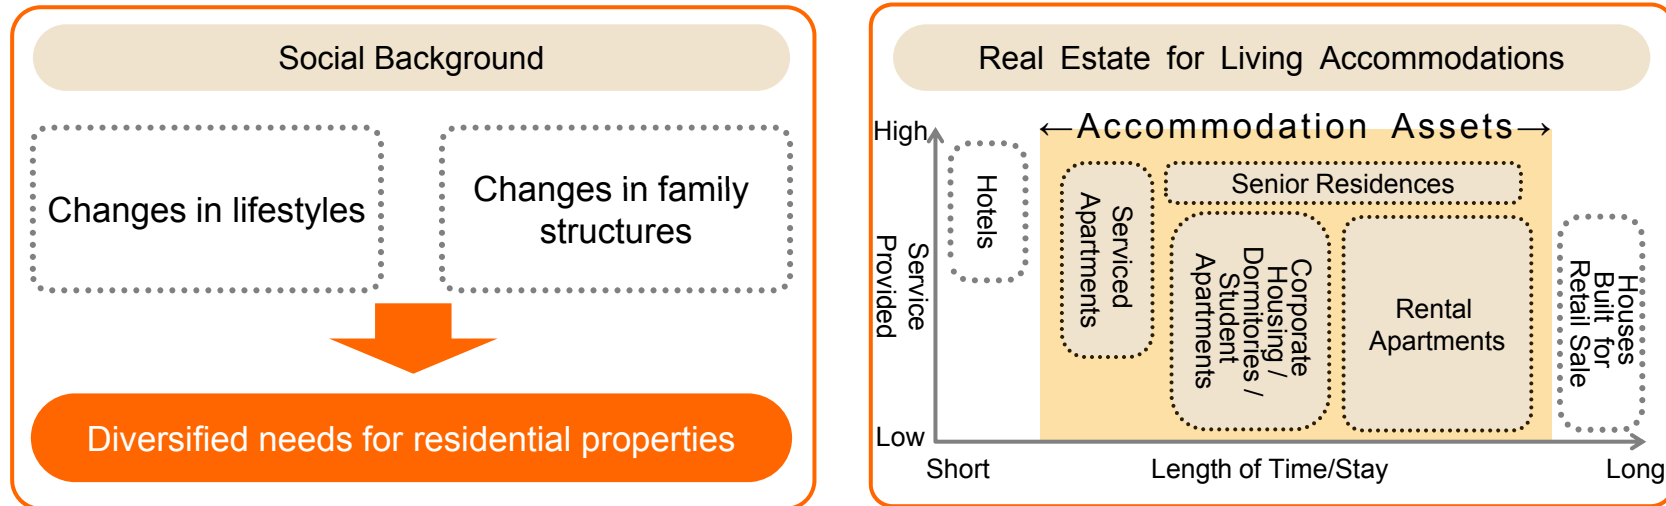 Social Background
Changes in lifestyles
Changes in family
structures
Diversified needs for residential properties
Real Estate for Living Accommodations
←Accommodation Assets→
High
Service
Provided
Low
Hotels
Serviced
Apartments
Senior Residences
Corporate
Housing /
Dormitories /
Student
Apartments
Rental
Apartments
Houses
Built for
Retail Sale
Short
Length of Time/Stay
Long